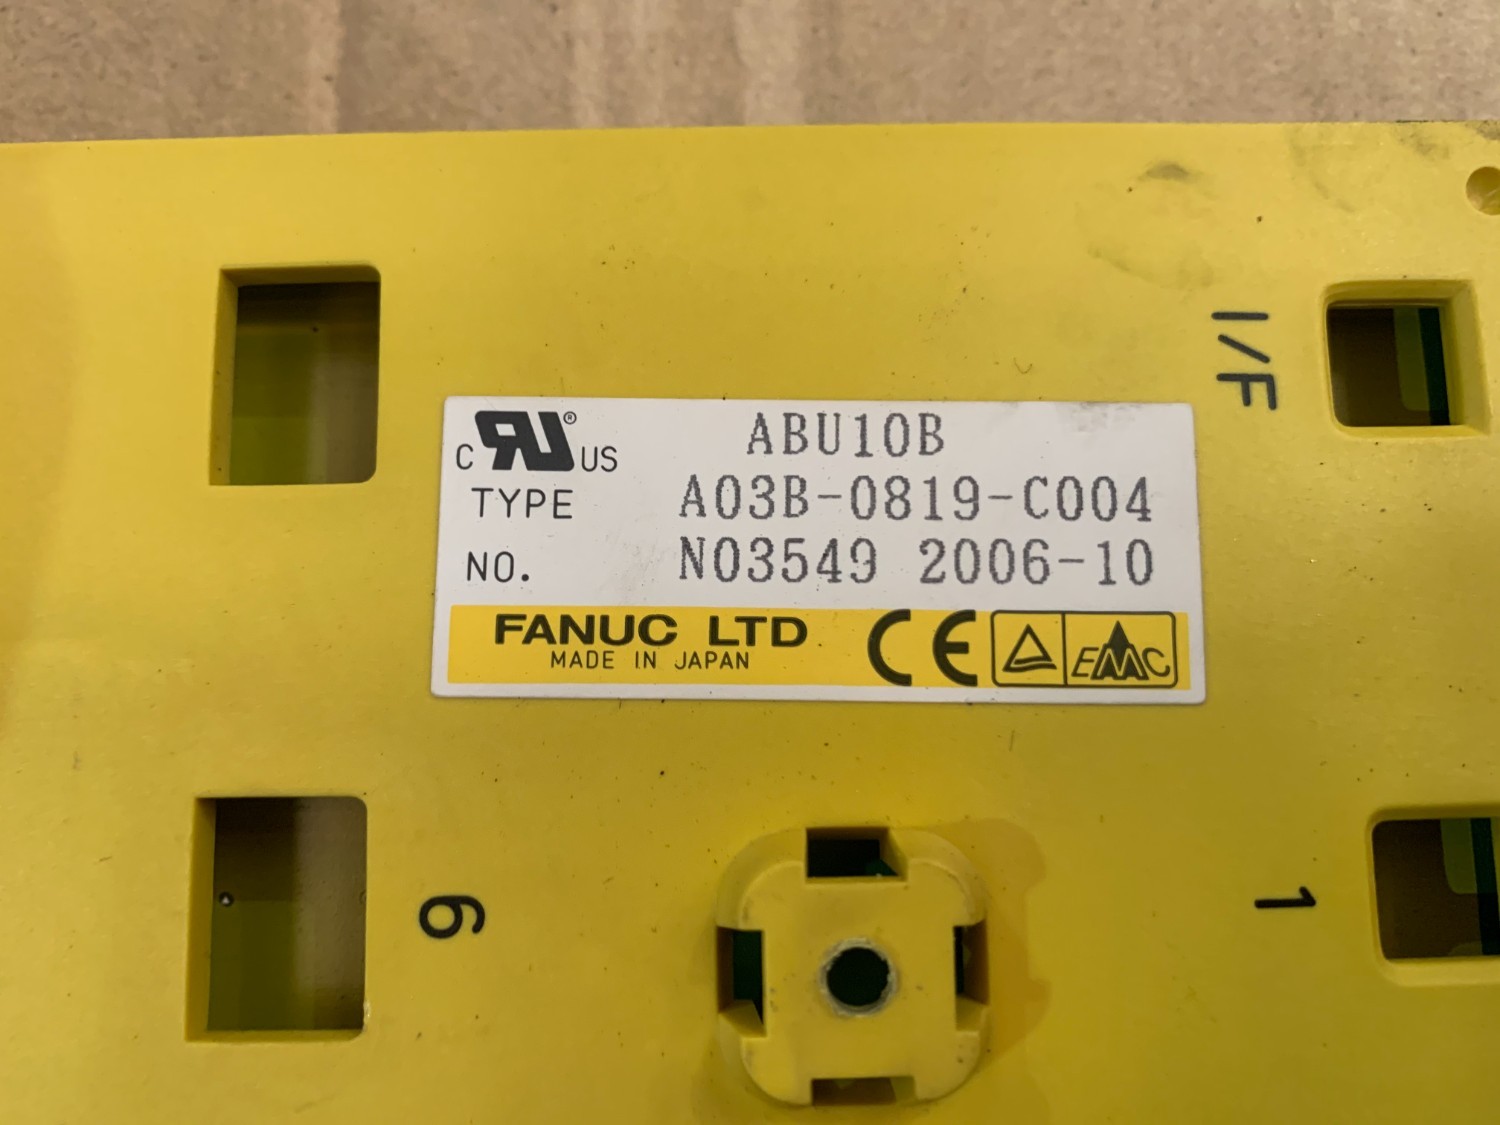 I/F
c RU® US
ABU10B
TYPE A03B-0819-C004
NO. N03549 2006-10
FANUC LTD
MADE IN JAPAN
CE
EMC
6
1